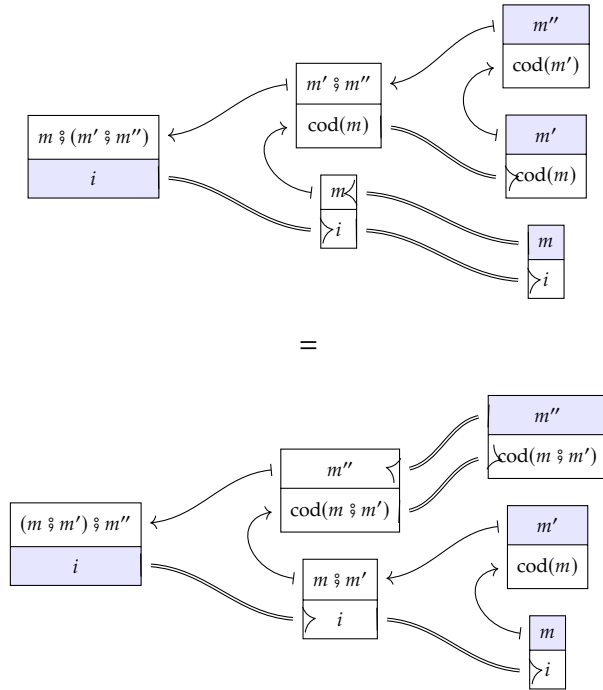 m″
cod(m′)
m′ ⨟ m″
cod(m)
m ⨟ (m′ ⨟ m″)
i
m′
cod(m)
m
i
m
i
=
m″
cod(m ⨟ m′)
m″
cod(m ⨟ m′)
(m ⨟ m′) ⨟ m″
i
m′
cod(m)
m ⨟ m′
i
m
i